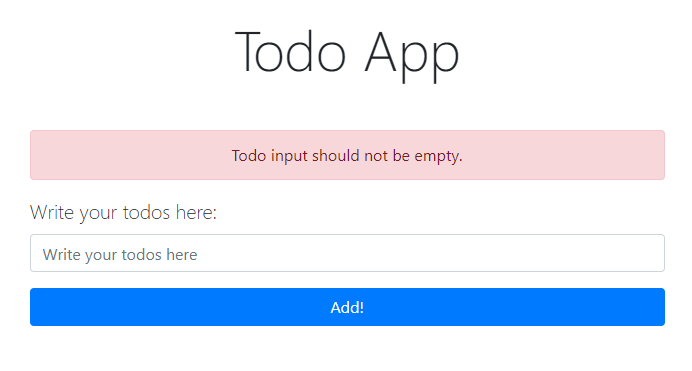 Todo App
Todo input should not be empty.
Write your todos here:
Write your todos here
Add!